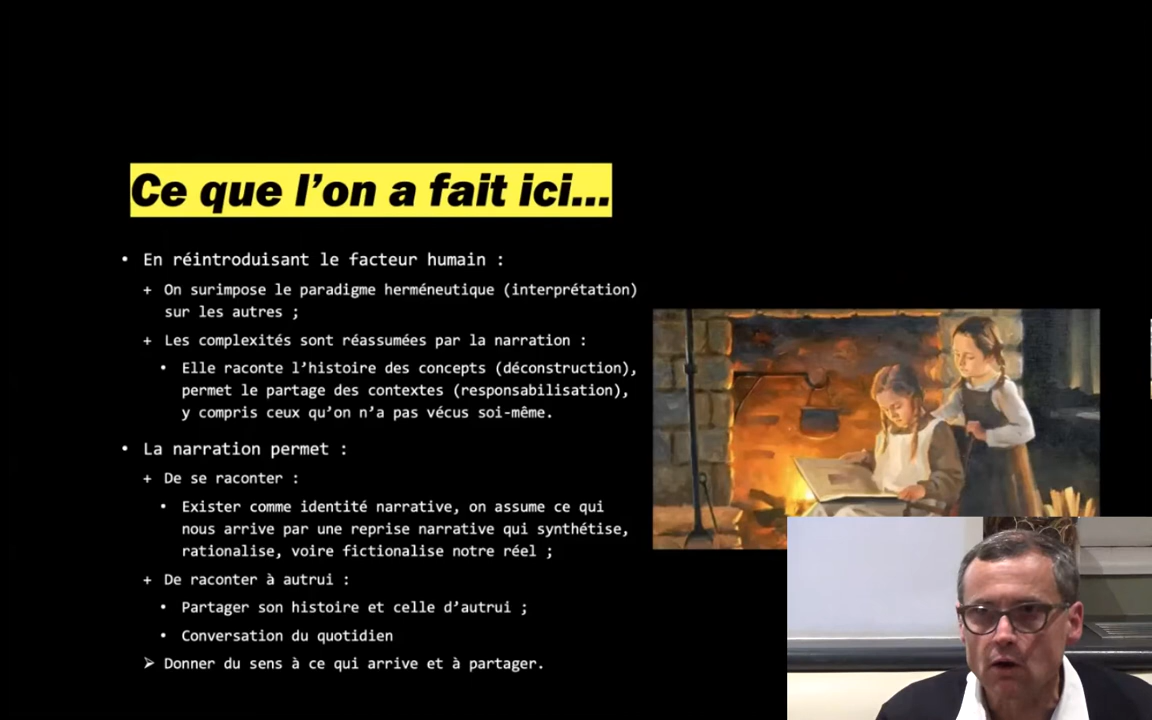 Ce que l’on a fait ici...
• En réintroduisant le facteur humain :
+ On surimpose le paradigme herméneutique (interprétation)
sur les autres ;
+ Les complexités sont réassumées par la narration :
• Elle raconte l’histoire des concepts (déconstruction),
permet le partage des contextes (responsabilisation),
y compris ceux qu’on n’a pas vécus soi-même.
• La narration permet :
+ De se raconter :
• Exister comme identité narrative, on assume ce qui
nous arrive par une reprise narrative qui synthétise,
rationalise, voire fictionalise notre réel ;
+ De raconter à autrui :
• Partager son histoire et celle d’autrui ;
• Conversation du quotidien
➢ Donner du sens à ce qui arrive et à partager.